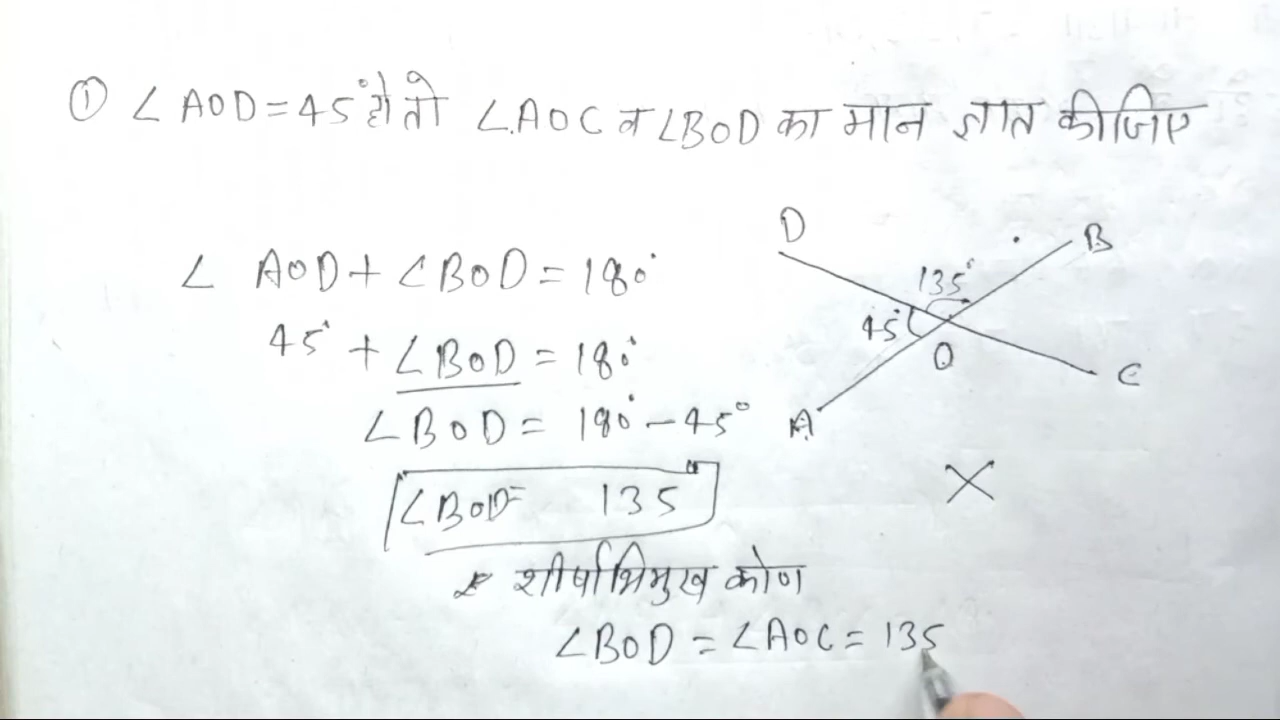 ① ∠AOD = 45° हो तो ∠AOC व ∠BOD का मान ज्ञात कीजिए
∠ AOD + ∠BOD = 180°
45° + ∠BOD = 180°
∠BOD = 180° - 45°
∠BOD = 135°
शीर्षाभिमुख कोण
∠BOD = ∠AOC = 135
D
B
135°
45°
O
C
A